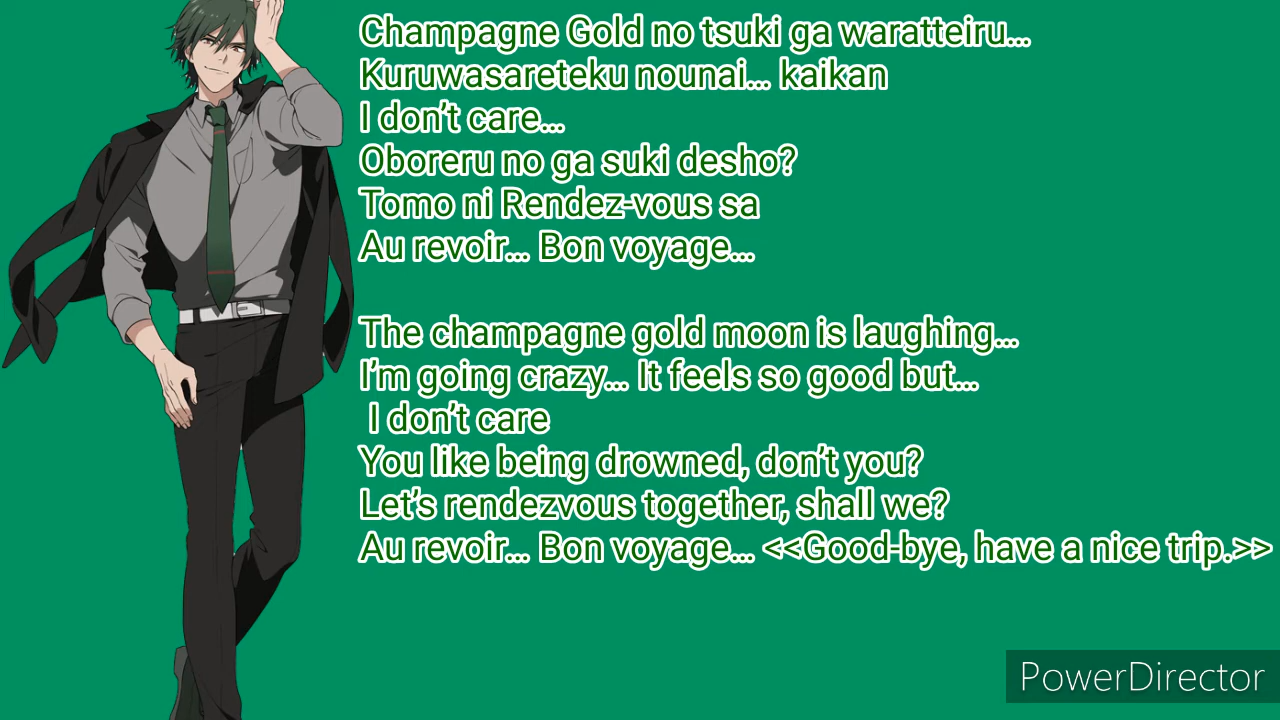 Champagne Gold no tsuki ga waratteiru...
Kuruwasareteku nounai... kaikan
I don't care...
Oboreru no ga suki desho?
Tomo ni Rendez-vous sa
Au revoir... Bon voyage...
The champagne gold moon is laughing...
I'm going crazy... It feels so good but...
I don't care
You like being drowned, don't you?
Let's rendezvous together, shall we?
Au revoir... Bon voyage... <<Good-bye, have a nice trip.>>
PowerDirector